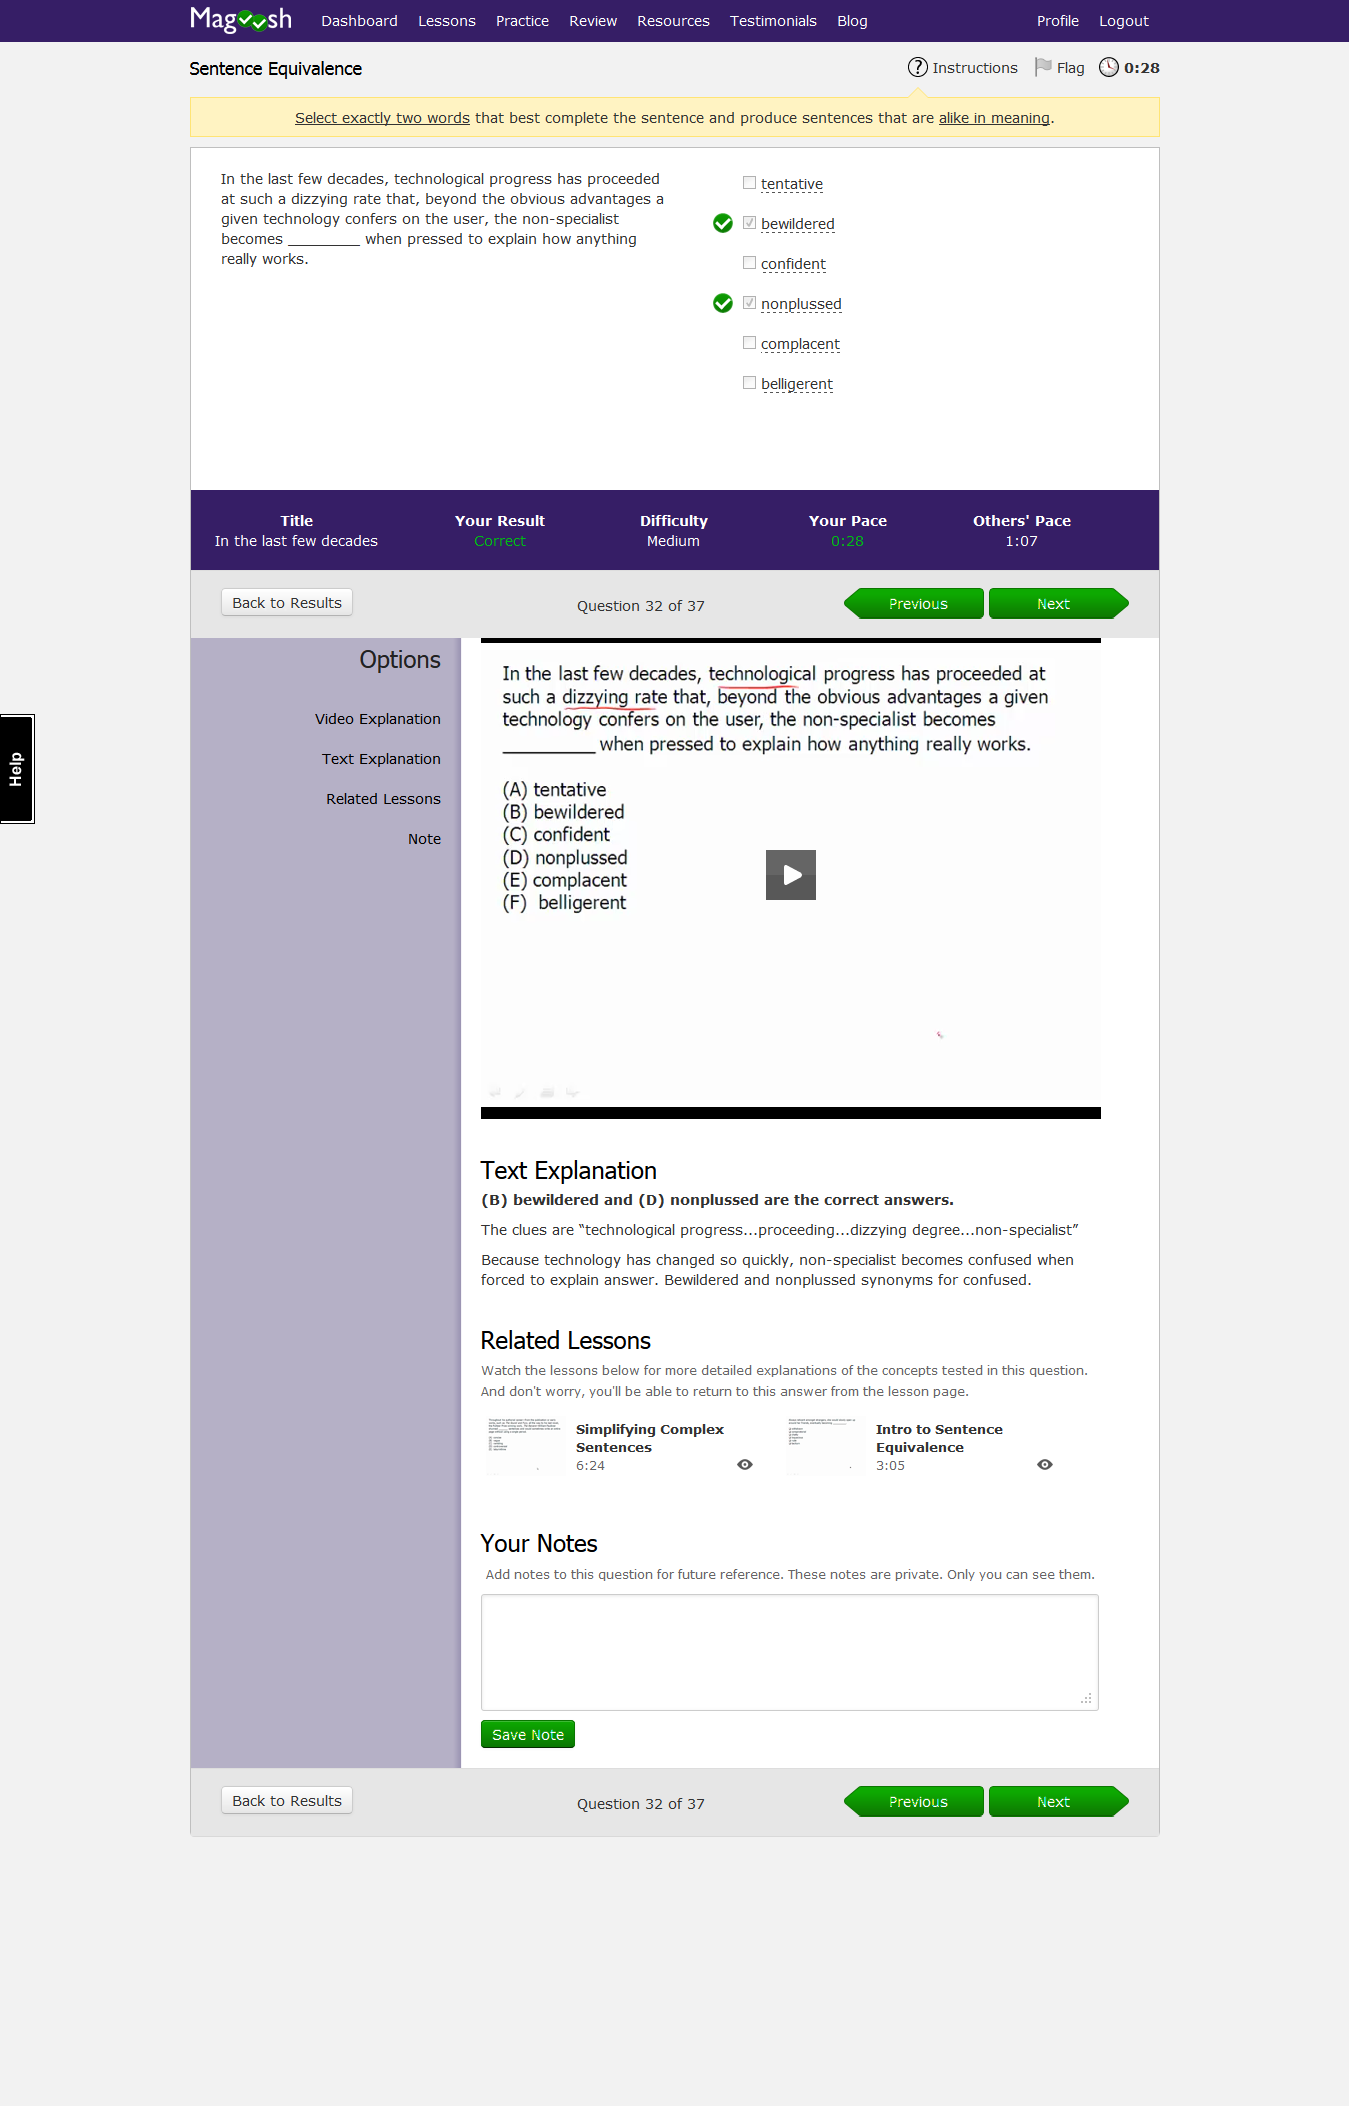 Magoosh Dashboard Lessons Practice Review Resources Testimonials Blog Profile Logout
Sentence Equivalence Instructions Flag 0:28
Select exactly two words that best complete the sentence and produce sentences that are alike in meaning.
In the last few decades, technological progress has proceeded
at such a dizzying rate that, beyond the obvious advantages a
given technology confers on the user, the non-specialist
becomes ________ when pressed to explain how anything
really works.
tentative
bewildered
confident
nonplussed
complacent
belligerent
Title Your Result Difficulty Your Pace Others' Pace
In the last few decades Correct Medium 0:28 1:07
Back to Results Question 32 of 37 Previous Next
Help
Options
Video Explanation
Text Explanation
Related Lessons
Note
In the last few decades, technological progress has proceeded at
such a dizzying rate that, beyond the obvious advantages a given
technology confers on the user, the non-specialist becomes
__________ when pressed to explain how anything really works.
(A) tentative
(B) bewildered
(C) confident
(D) nonplussed
(E) complacent
(F) belligerent
Text Explanation
(B) bewildered and (D) nonplussed are the correct answers.
The clues are “technological progress...proceeding...dizzying degree...non-specialist”
Because technology has changed so quickly, non-specialist becomes confused when
forced to explain answer. Bewildered and nonplussed synonyms for confused.
Related Lessons
Watch the lessons below for more detailed explanations of the concepts tested in this question.
And don't worry, you'll be able to return to this answer from the lesson page.
Simplifying Complex
Sentences
6:24
Intro to Sentence
Equivalence
3:05
Your Notes
Add notes to this question for future reference. These notes are private. Only you can see them.
Save Note
Back to Results Question 32 of 37 Previous Next